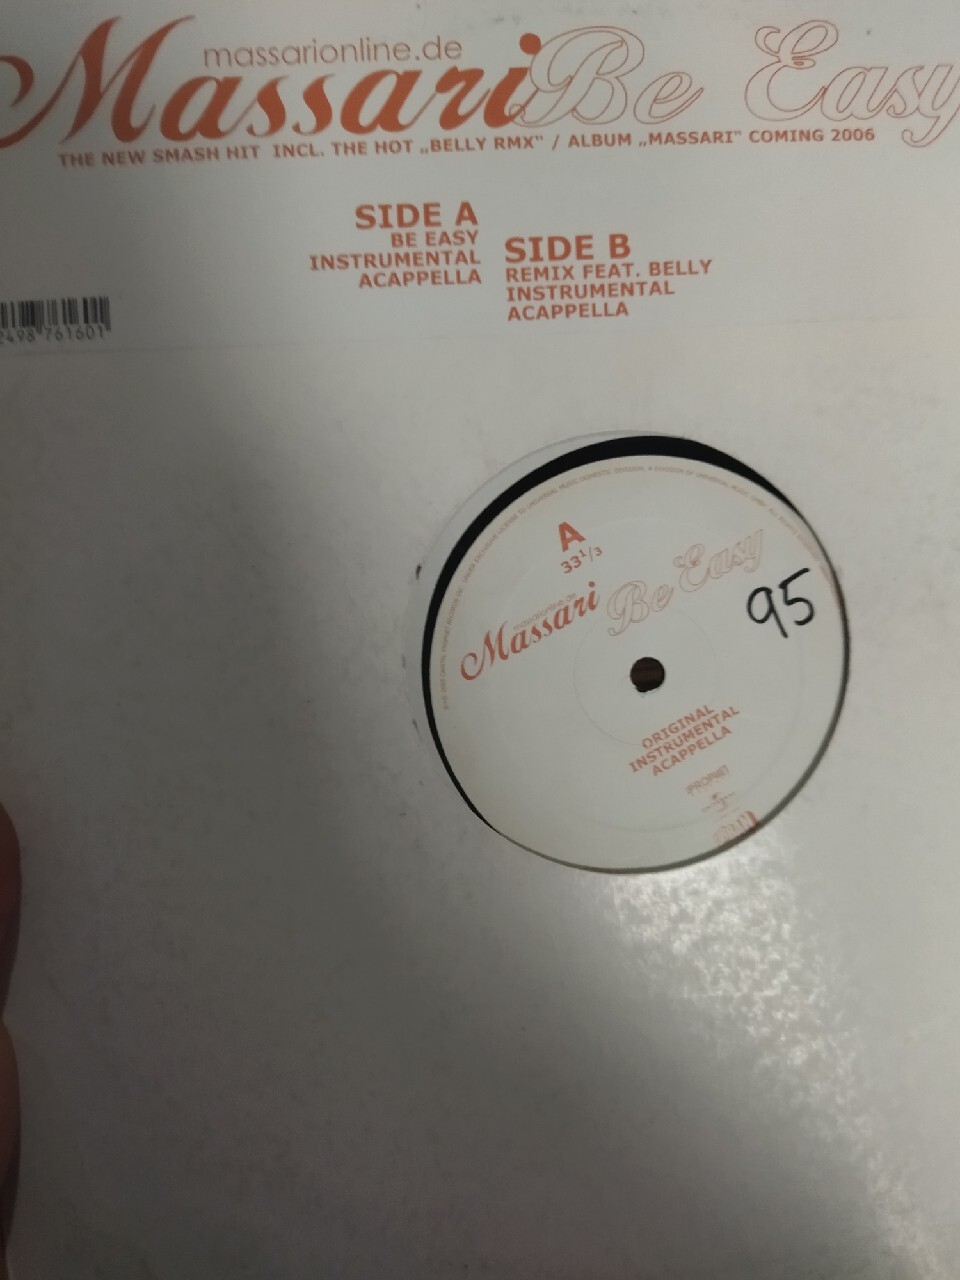 massarionline.de
Massari Be Easy
THE NEW SMASH HIT INCL. THE HOT „BELLY RMX“ / ALBUM „MASSARI“ COMING 2006
SIDE A
BE EASY
INSTRUMENTAL
ACAPPELLA
SIDE B
REMIX FEAT. BELLY
INSTRUMENTAL
ACAPPELLA
2498 761601
A
33 1/3
massarionline.de
Massari Be Easy
95
ORIGINAL
INSTRUMENTAL
ACAPPELLA